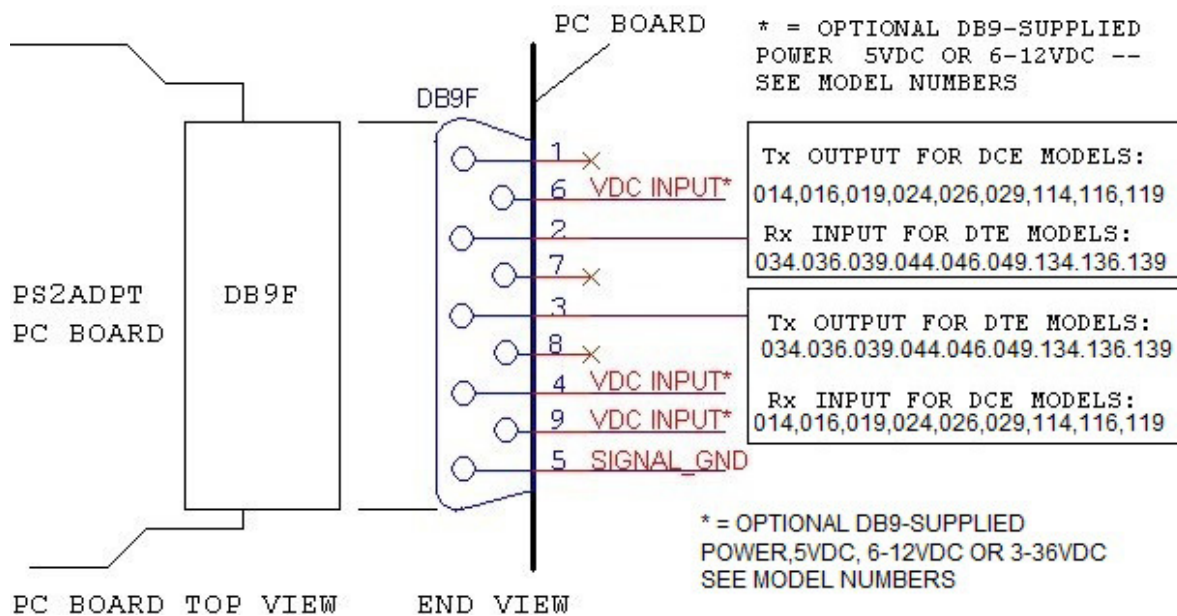 PC BOARD
* = OPTIONAL DB9-SUPPLIED
POWER 5VDC OR 6-12VDC --
SEE MODEL NUMBERS
DB9F
1
6 VDC INPUT*
2
7
3
8
4 VDC INPUT*
9 VDC INPUT*
5 SIGNAL_GND
Tx OUTPUT FOR DCE MODELS:
014,016,019,024,026,029,114,116,119
Rx INPUT FOR DTE MODELS:
034.036.039.044.046.049.134.136.139
Tx OUTPUT FOR DTE MODELS:
034.036.039.044.046.049.134.136.139
Rx INPUT FOR DCE MODELS:
014,016,019,024,026,029,114,116,119
PS2ADPT
PC BOARD
DB9F
* = OPTIONAL DB9-SUPPLIED
POWER,5VDC, 6-12VDC OR 3-36VDC
SEE MODEL NUMBERS
PC BOARD TOP VIEW
END VIEW